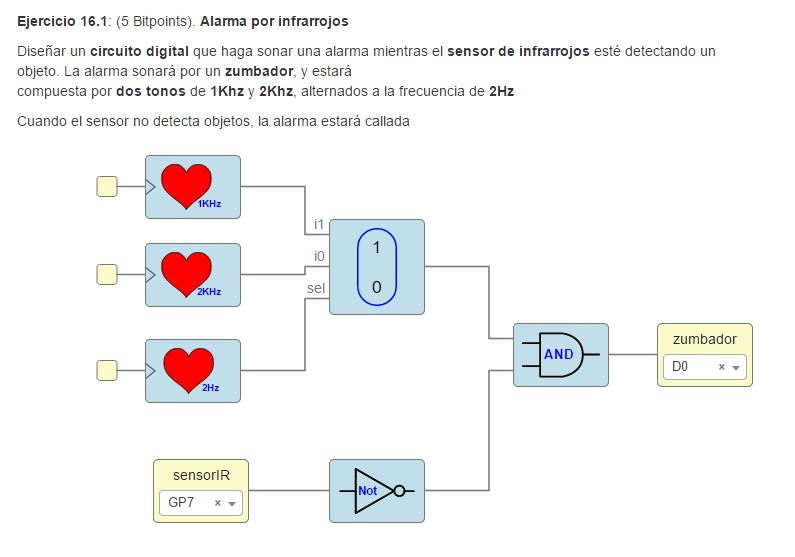 Ejercicio 16.1: (5 Bitpoints). Alarma por infrarrojos
Diseñar un circuito digital que haga sonar una alarma mientras el sensor de infrarrojos esté detectando un
objeto. La alarma sonará por un zumbador, y estará
compuesta por dos tonos de 1Khz y 2Khz, alternados a la frecuencia de 2Hz
Cuando el sensor no detecta objetos, la alarma estará callada
1KHz
i1
1
i0
2KHz
sel
0
zumbador
AND
D0 ×
2Hz
sensorIR
GP7 ×
Not